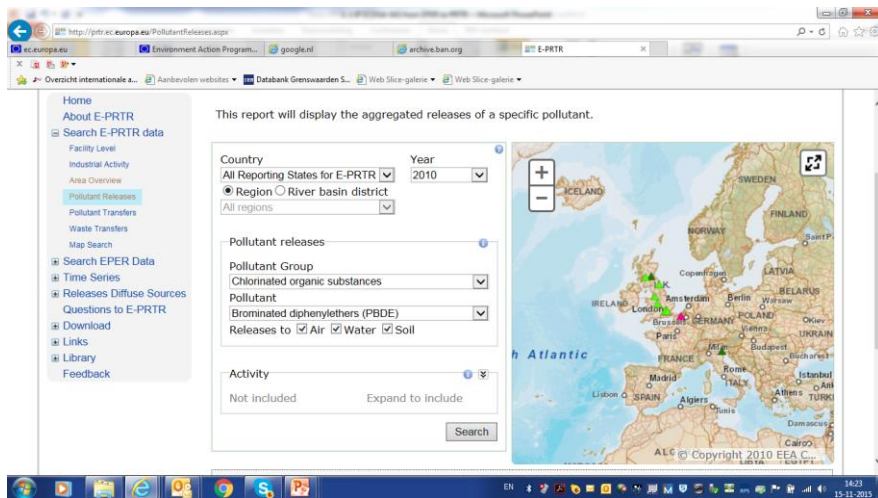 http://prtr.ec.europa.eu/PollutantReleases.aspx
ec.europa.eu
Environment Action Program...
google.nl
archive.ban.org
E-PRTR
Overzicht internationale a...
Aanbevolen websites
Databank Grenswaarden S...
Web Slice-galerie
Web Slice-galerie
Home
About E-PRTR
Search E-PRTR data
Facility Level
Industrial Activity
Area Overview
Pollutant Releases
Pollutant Transfers
Waste Transfers
Map Search
Search EPER Data
Time Series
Releases Diffuse Sources
Questions to E-PRTR
Download
Links
Library
Feedback
This report will display the aggregated releases of a specific pollutant.
Country
Year
All Reporting States for E-PRTR
2010
Region
River basin district
All regions
Pollutant releases
Pollutant Group
Chlorinated organic substances
Pollutant
Brominated diphenylethers (PBDE)
Releases to
Air
Water
Soil
Activity
Not included
Expand to include
Search
+
−
ICELAND
SWEDEN
FINLAND
NORWAY
SaintP
Copenhagen
LATVIA
U.K.
BELARUS
IRELAND
Amsterdam
Berlin
Warsaw
London
Brussels
GERMANY
POLAND
Paris
Vienna
UKRAIN
h Atlantic
FRANCE
Milan
Budapest
Bucharest
Madrid
Rome
Istanbul
Lisbon
SPAIN
ITALY
Algiers
Tunis
Athens
TURK
Damascus
Cairo
© Copyright 2010 EEA C...
EN
14:23
15-11-2015